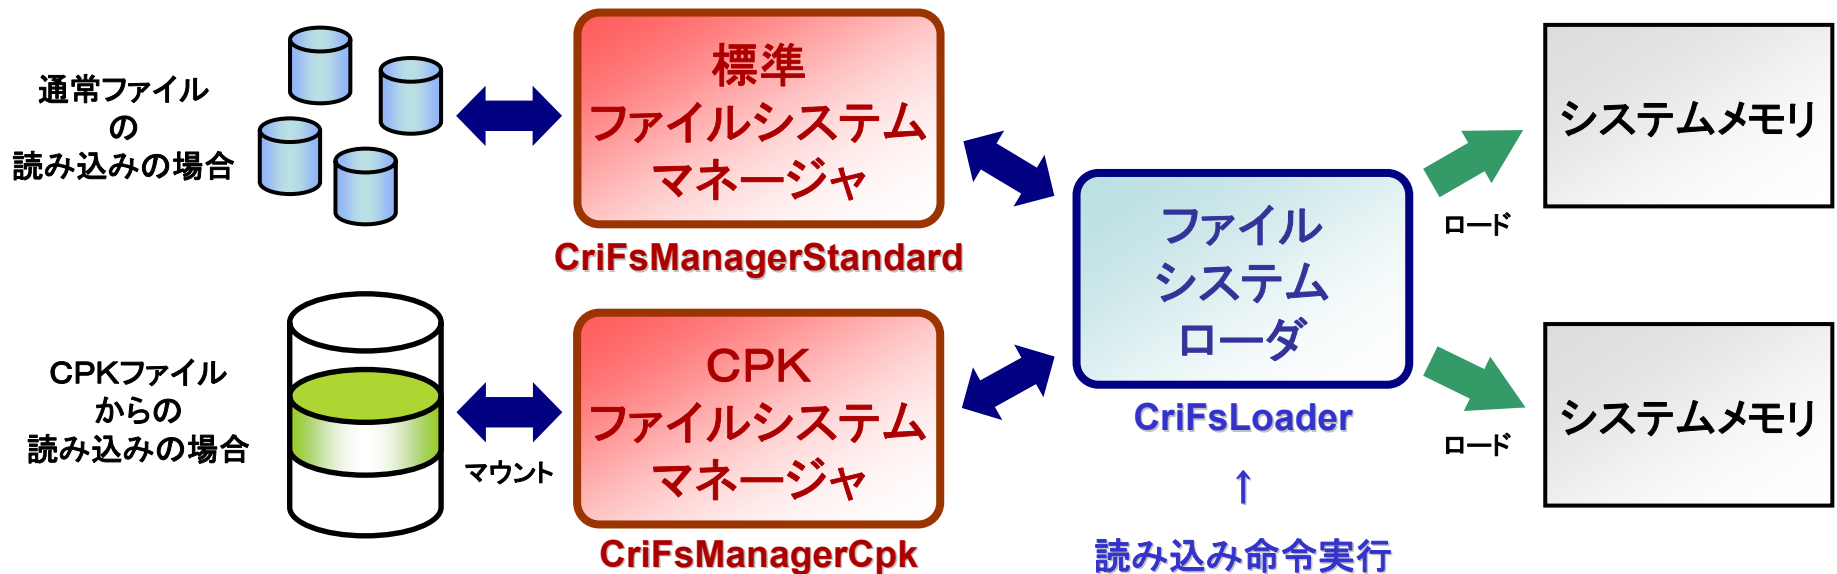 通常ファイル
の
読み込みの場合
標準
ファイルシステム
マネージャ
CriFsManagerStandard
CPKファイル
からの
読み込みの場合
マウント
CPK
ファイルシステム
マネージャ
CriFsManagerCpk
ファイル
システム
ローダ
CriFsLoader
↑
読み込み命令実行
ロード
システムメモリ
ロード
システムメモリ